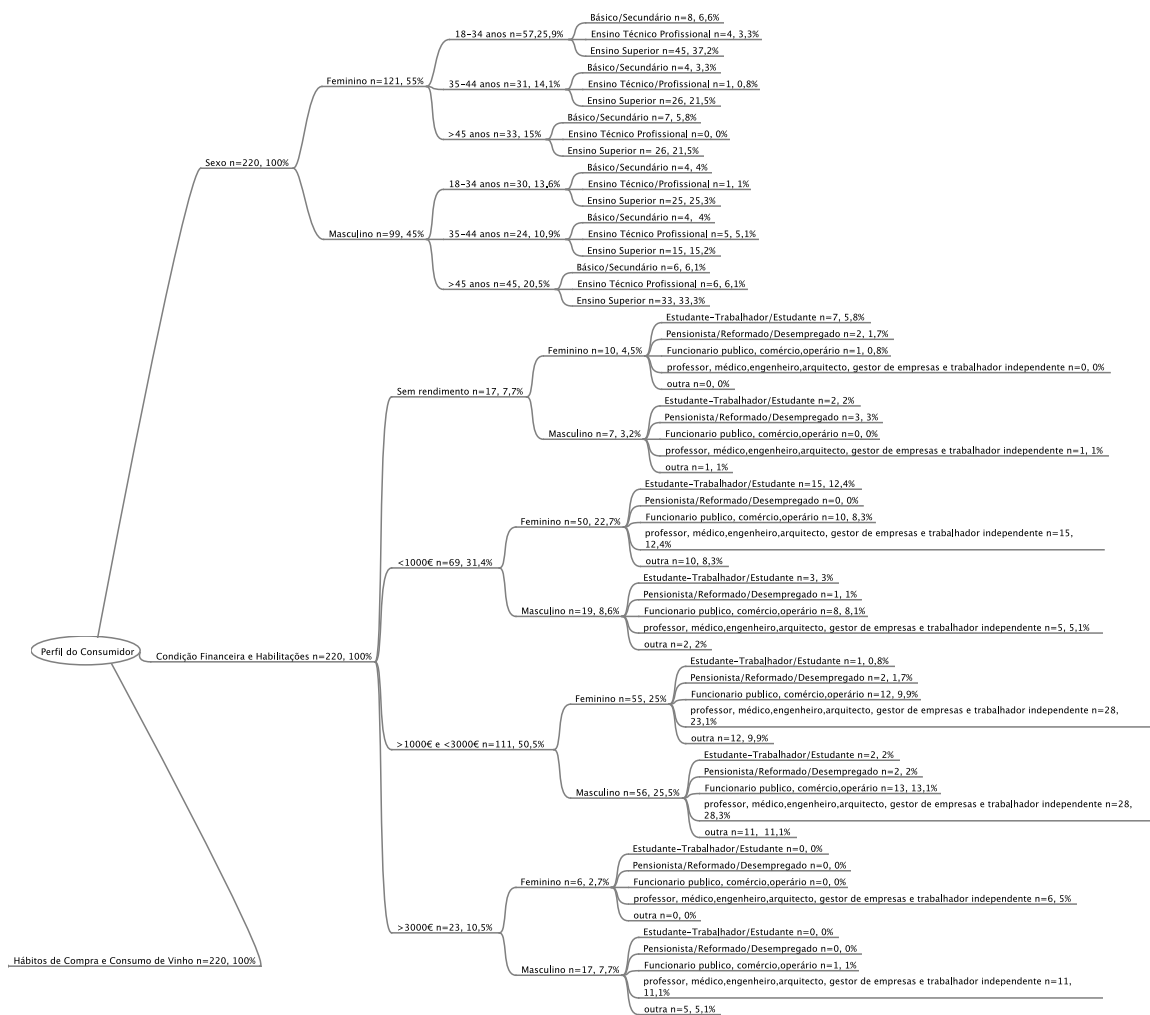 Básico/Secundário n=8, 6,6%
18-34 anos n=57,25,9%
Ensino Técnico Profissional n=4, 3,3%
Ensino Superior n=45, 37,2%
Básico/Secundário n=4, 3,3%
Feminino n=121, 55%
35-44 anos n=31, 14,1%
Ensino Técnico/Profissional n=1, 0,8%
Ensino Superior n=26, 21,5%
Básico/Secundário n=7, 5,8%
>45 anos n=33, 15%
Ensino Técnico Profissional n=0, 0%
Ensino Superior n= 26, 21,5%
Sexo n=220, 100%
Básico/Secundário n=4, 4%
18-34 anos n=30, 13,6%
Ensino Técnico/Profissional n=1, 1%
Ensino Superior n=25, 25,3%
Básico/Secundário n=4, 4%
Masculino n=99, 45%
35-44 anos n=24, 10,9%
Ensino Técnico Profissional n=5, 5,1%
Ensino Superior n=15, 15,2%
Básico/Secundário n=6, 6,1%
>45 anos n=45, 20,5%
Ensino Técnico Profissional n=6, 6,1%
Ensino Superior n=33, 33,3%
Estudante-Trabalhador/Estudante n=7, 5,8%
Pensionista/Reformado/Desempregado n=2, 1,7%
Feminino n=10, 4,5%
Funcionario publico, comércio,operário n=1, 0,8%
professor, médico,engenheiro,arquitecto, gestor de empresas e trabalhador independente n=0, 0%
outra n=0, 0%
Sem rendimento n=17, 7,7%
Estudante-Trabalhador/Estudante n=2, 2%
Pensionista/Reformado/Desempregado n=3, 3%
Masculino n=7, 3,2%
Funcionario publico, comércio,operário n=0, 0%
professor, médico,engenheiro,arquitecto, gestor de empresas e trabalhador independente n=1, 1%
outra n=1, 1%
Estudante-Trabalhador/Estudante n=15, 12,4%
Pensionista/Reformado/Desempregado n=0, 0%
Feminino n=50, 22,7%
Funcionario publico, comércio,operário n=10, 8,3%
professor, médico,engenheiro,arquitecto, gestor de empresas e trabalhador independente n=15,
12,4%
outra n=10, 8,3%
<1000€ n=69, 31,4%
Estudante-Trabalhador/Estudante n=3, 3%
Pensionista/Reformado/Desempregado n=1, 1%
Masculino n=19, 8,6%
Funcionario publico, comércio,operário n=8, 8,1%
professor, médico,engenheiro,arquitecto, gestor de empresas e trabalhador independente n=5, 5,1%
outra n=2, 2%
Perfil do Consumidor
Condição Financeira e Habilitações n=220, 100%
Estudante-Trabalhador/Estudante n=1, 0,8%
Pensionista/Reformado/Desempregado n=2, 1,7%
Feminino n=55, 25%
Funcionario publico, comércio,operário n=12, 9,9%
professor, médico,engenheiro,arquitecto, gestor de empresas e trabalhador independente n=28,
23,1%
outra n=12, 9,9%
>1000€ e <3000€ n=111, 50,5%
Estudante-Trabalhador/Estudante n=2, 2%
Pensionista/Reformado/Desempregado n=2, 2%
Masculino n=56, 25,5%
Funcionario publico, comércio,operário n=13, 13,1%
professor, médico,engenheiro,arquitecto, gestor de empresas e trabalhador independente n=28,
28,3%
outra n=11, 11,1%
Estudante-Trabalhador/Estudante n=0, 0%
Pensionista/Reformado/Desempregado n=0, 0%
Feminino n=6, 2,7%
Funcionario publico, comércio,operário n=0, 0%
professor, médico,engenheiro,arquitecto, gestor de empresas e trabalhador independente n=6, 5%
outra n=0, 0%
>3000€ n=23, 10,5%
Estudante-Trabalhador/Estudante n=0, 0%
Pensionista/Reformado/Desempregado n=0, 0%
Masculino n=17, 7,7%
Funcionario publico, comércio,operário n=1, 1%
professor, médico,engenheiro,arquitecto, gestor de empresas e trabalhador independente n=11,
11,1%
outra n=5, 5,1%
Hábitos de Compra e Consumo de Vinho n=220, 100%